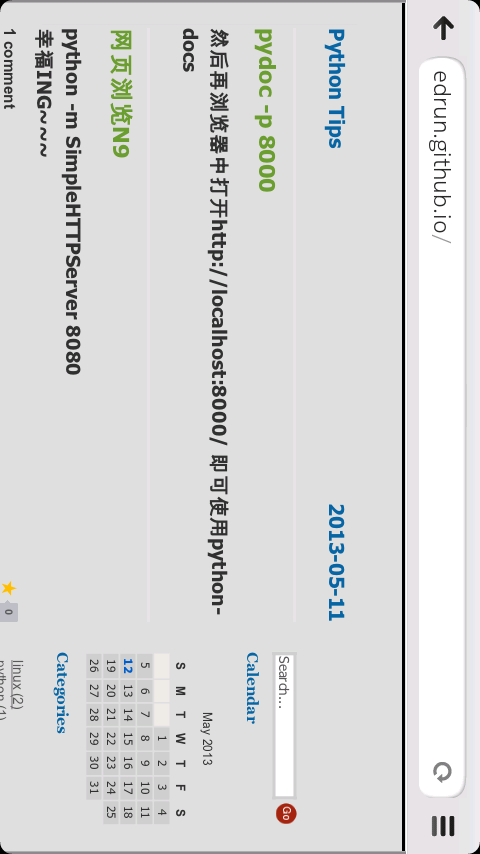 edrun.github.io/
Python Tips 2013-05-11
pydoc -p 8000
然后再浏览器中打开http://localhost:8000/ 即可使用python-
docs
网页浏览N9
python -m SimpleHTTPServer 8080
幸福ING~~~
1 comment
0
Search...
Go
Calendar
May 2013
S M T W T F S
1 2 3 4
5 6 7 8 9 10 11
12 13 14 15 16 17 18
19 20 21 22 23 24 25
26 27 28 29 30 31
Categories
linux (2)
python (1)